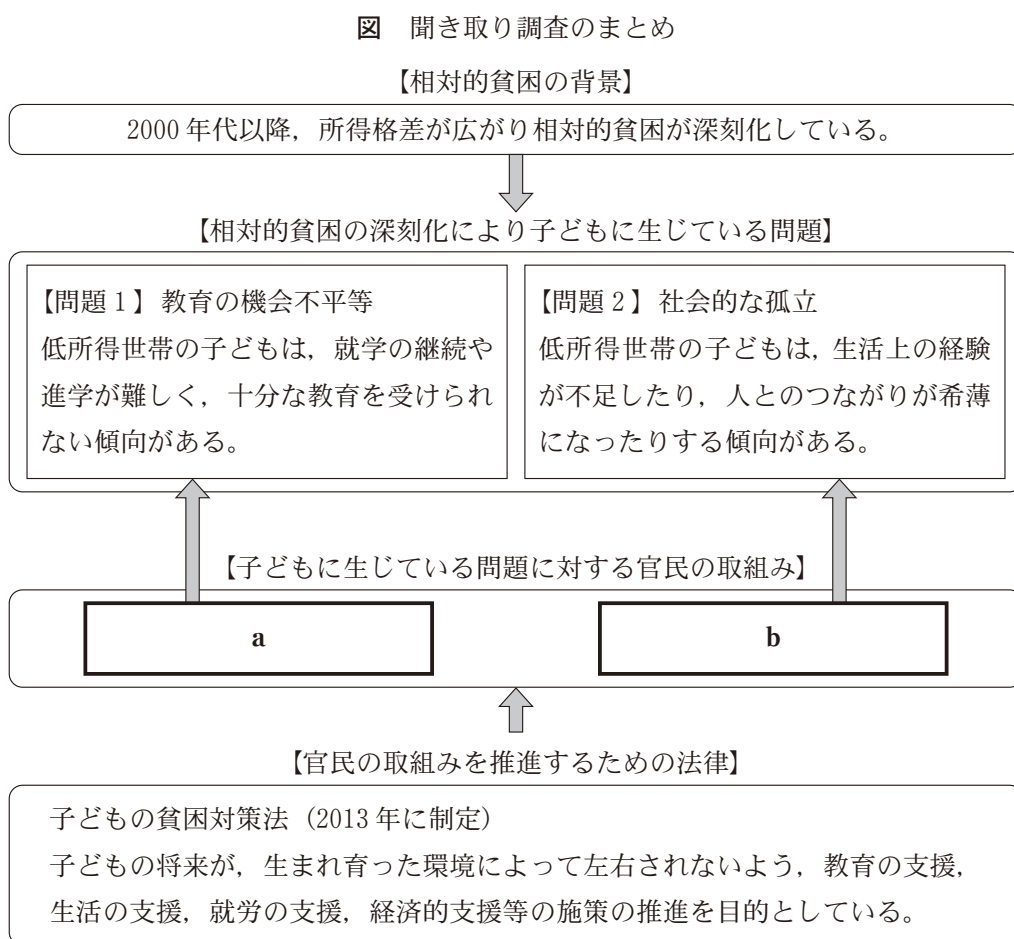 図 聞き取り調査のまとめ
【相対的貧困の背景】
2000 年代以降，所得格差が広がり相対的貧困が深刻化している。
【相対的貧困の深刻化により子どもに生じている問題】
【問題 1 】 教育の機会不平等
低所得世帯の子どもは，就学の継続や
進学が難しく，十分な教育を受けられ
ない傾向がある。
【問題 2 】 社会的な孤立
低所得世帯の子どもは，生活上の経験
が不足したり，人とのつながりが希薄
になったりする傾向がある。
【子どもに生じている問題に対する官民の取組み】
a
b
【官民の取組みを推進するための法律】
子どもの貧困対策法（2013 年に制定）
子どもの将来が，生まれ育った環境によって左右されないよう，教育の支援，
生活の支援，就労の支援，経済的支援等の施策の推進を目的としている。